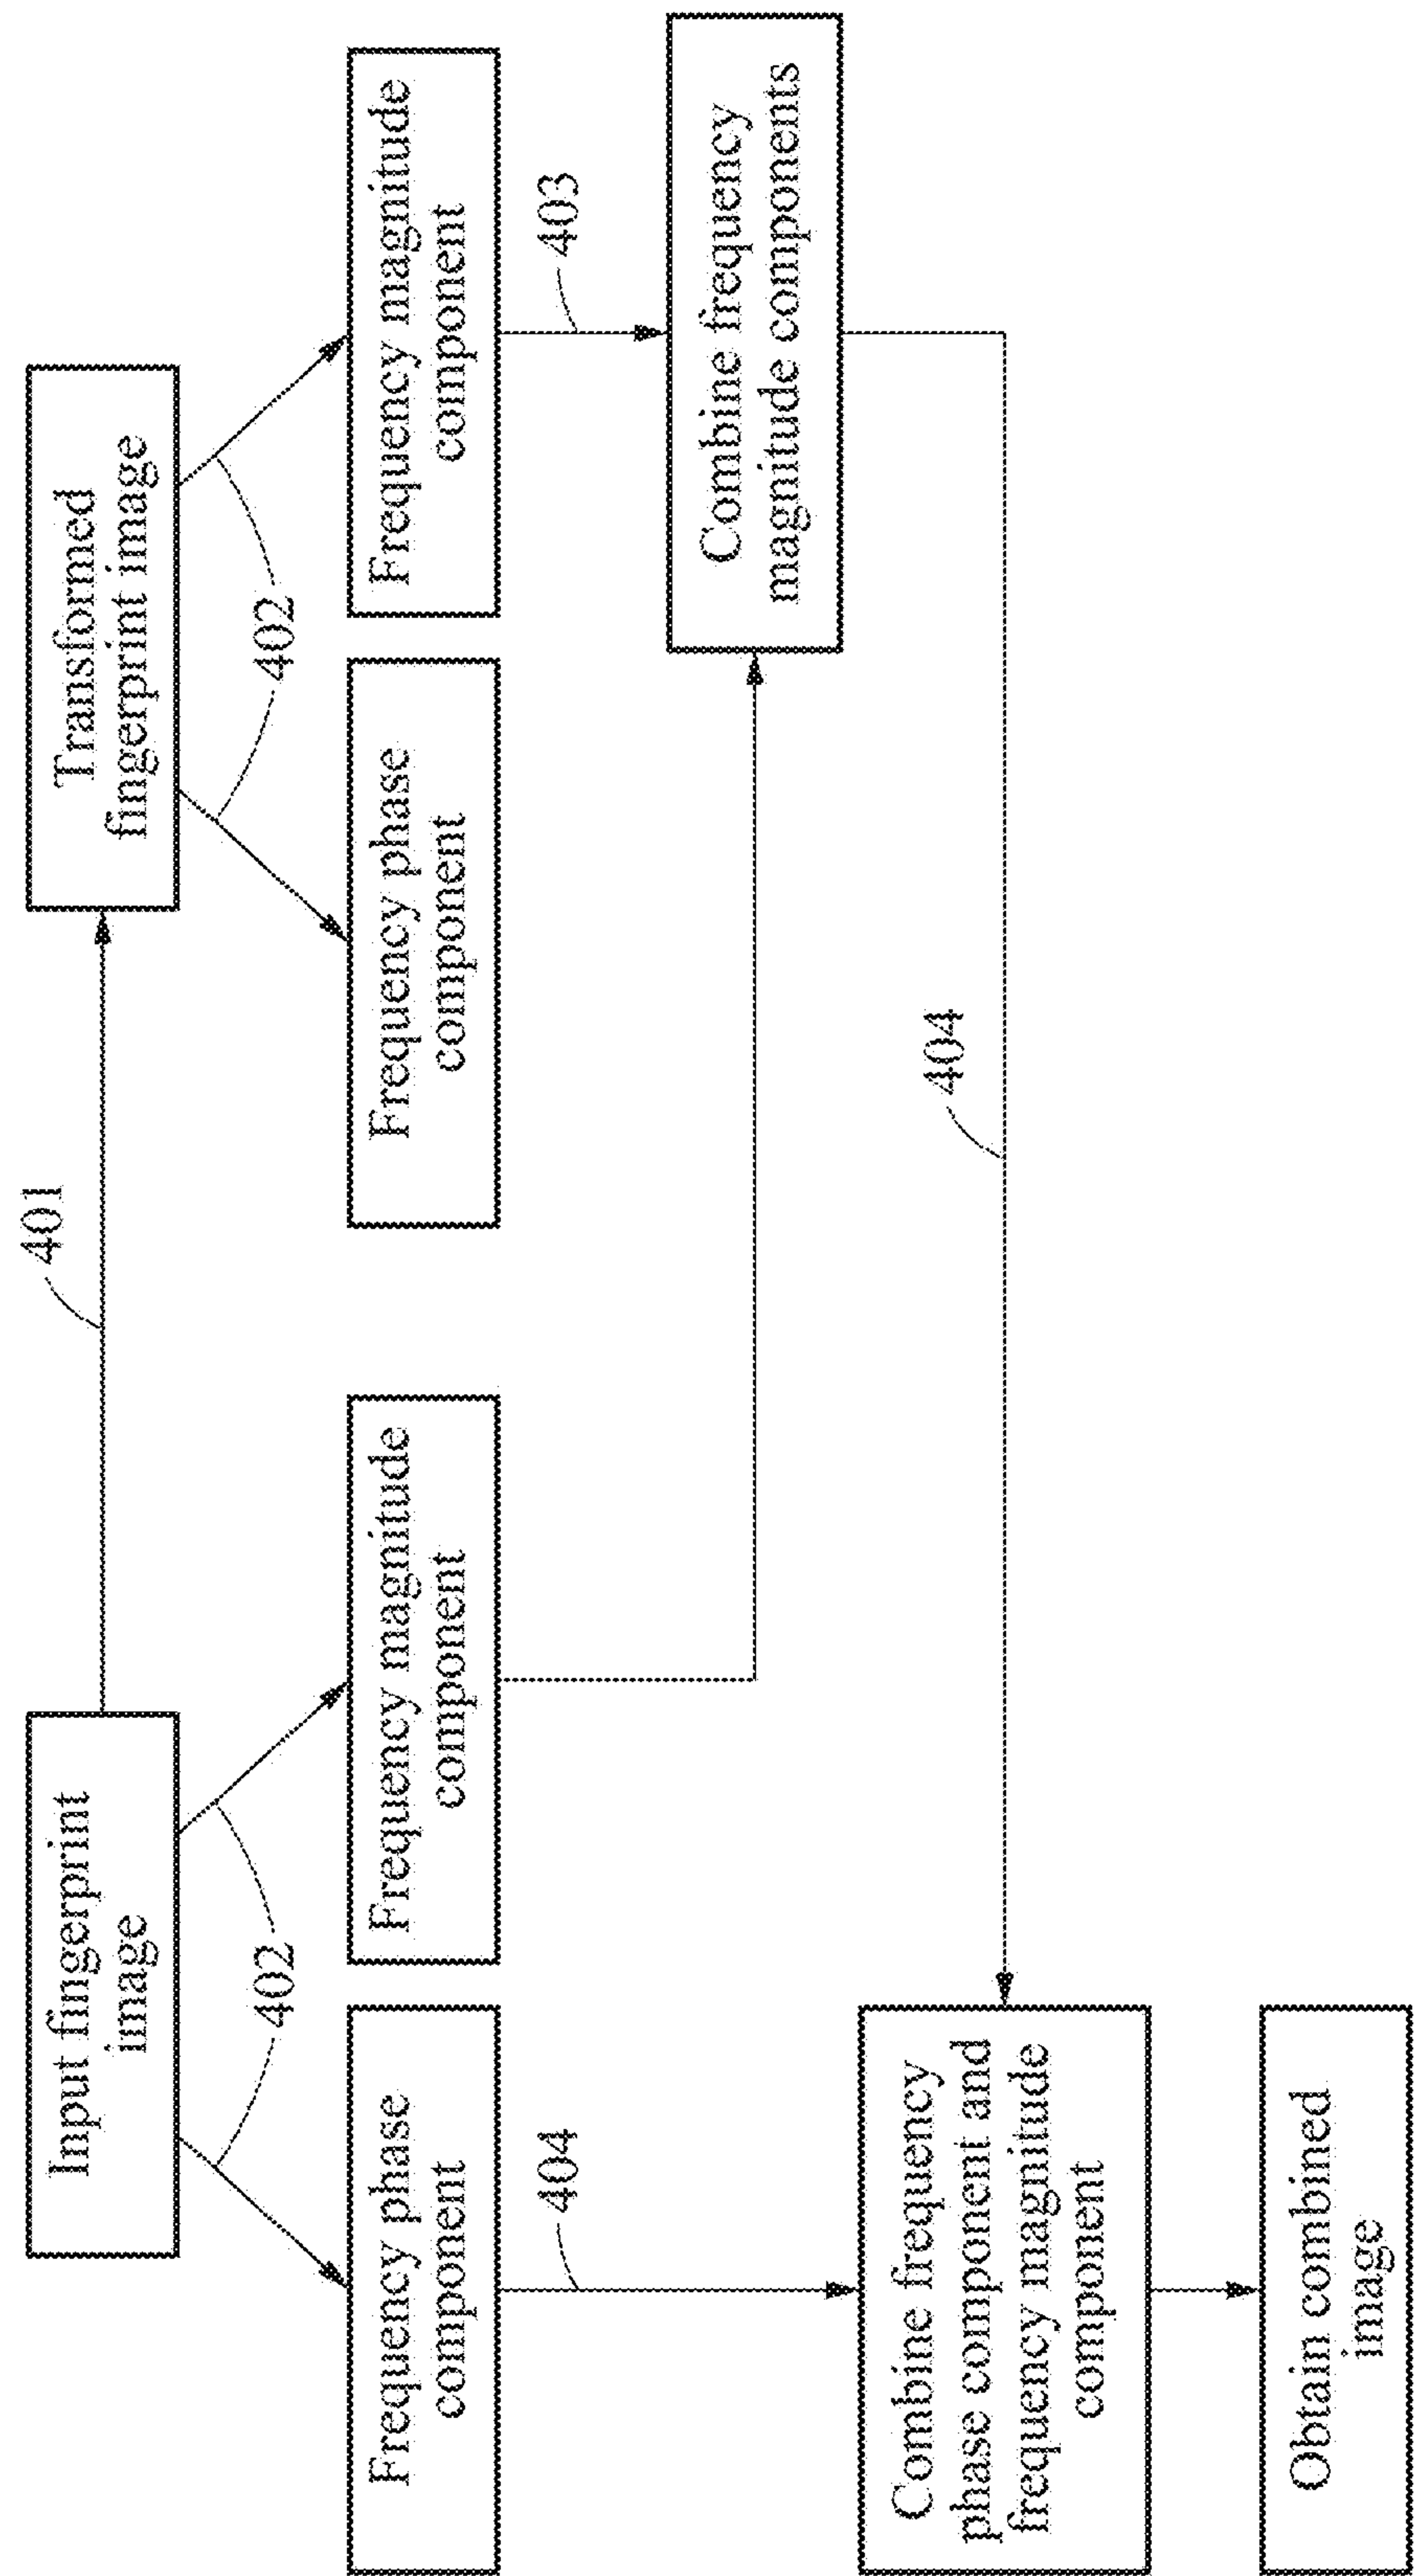 401
Input fingerprint
image
Transformed
fingerprint image
402
402
Frequency phase
component
Frequency magnitude
component
Frequency phase
component
Frequency magnitude
component
404
403
Combine frequency
magnitude components
404
Combine frequency
phase component and
frequency magnitude
component
Obtain combined
image